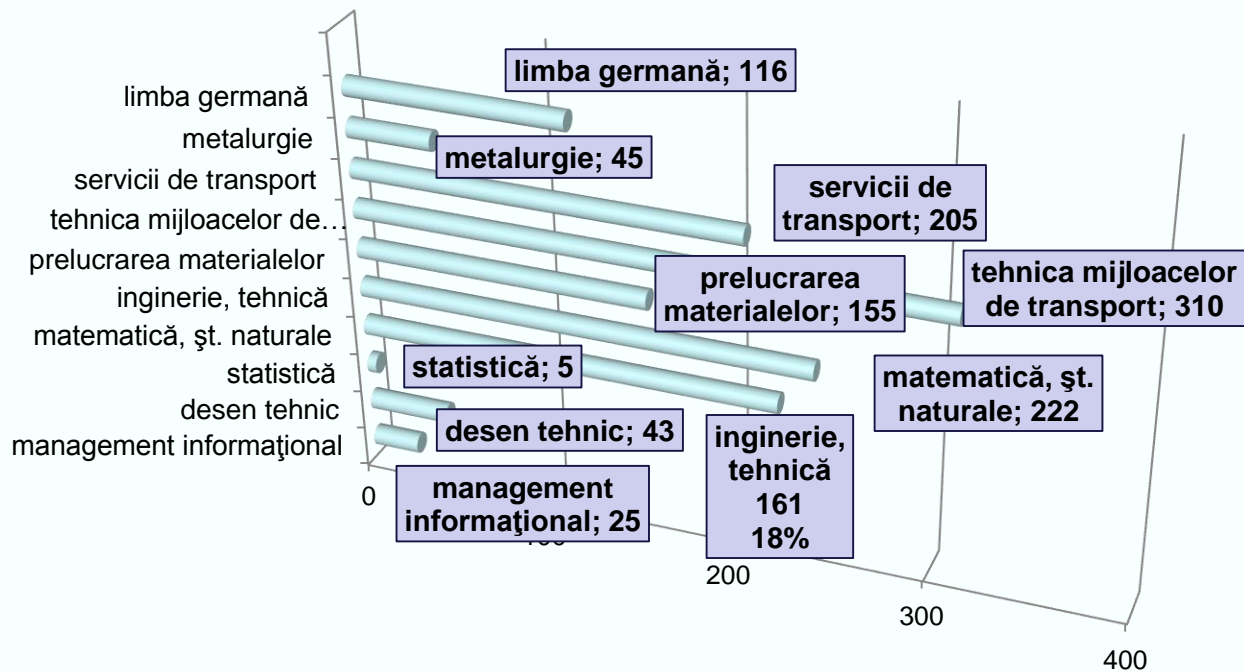 limba germană
metalurgie
servicii de transport
tehnica mijloacelor de…
prelucrarea materialelor
inginerie, tehnică
matematică, şt. naturale
statistică
desen tehnic
management informaţional
limba germană; 116
metalurgie; 45
servicii de
transport; 205
tehnica mijloacelor
de transport; 310
prelucrarea
materialelor; 155
statistică; 5
matematică, şt.
naturale; 222
desen tehnic; 43
inginerie,
tehnică
161
18%
management
informaţional; 25
0
200
300
400